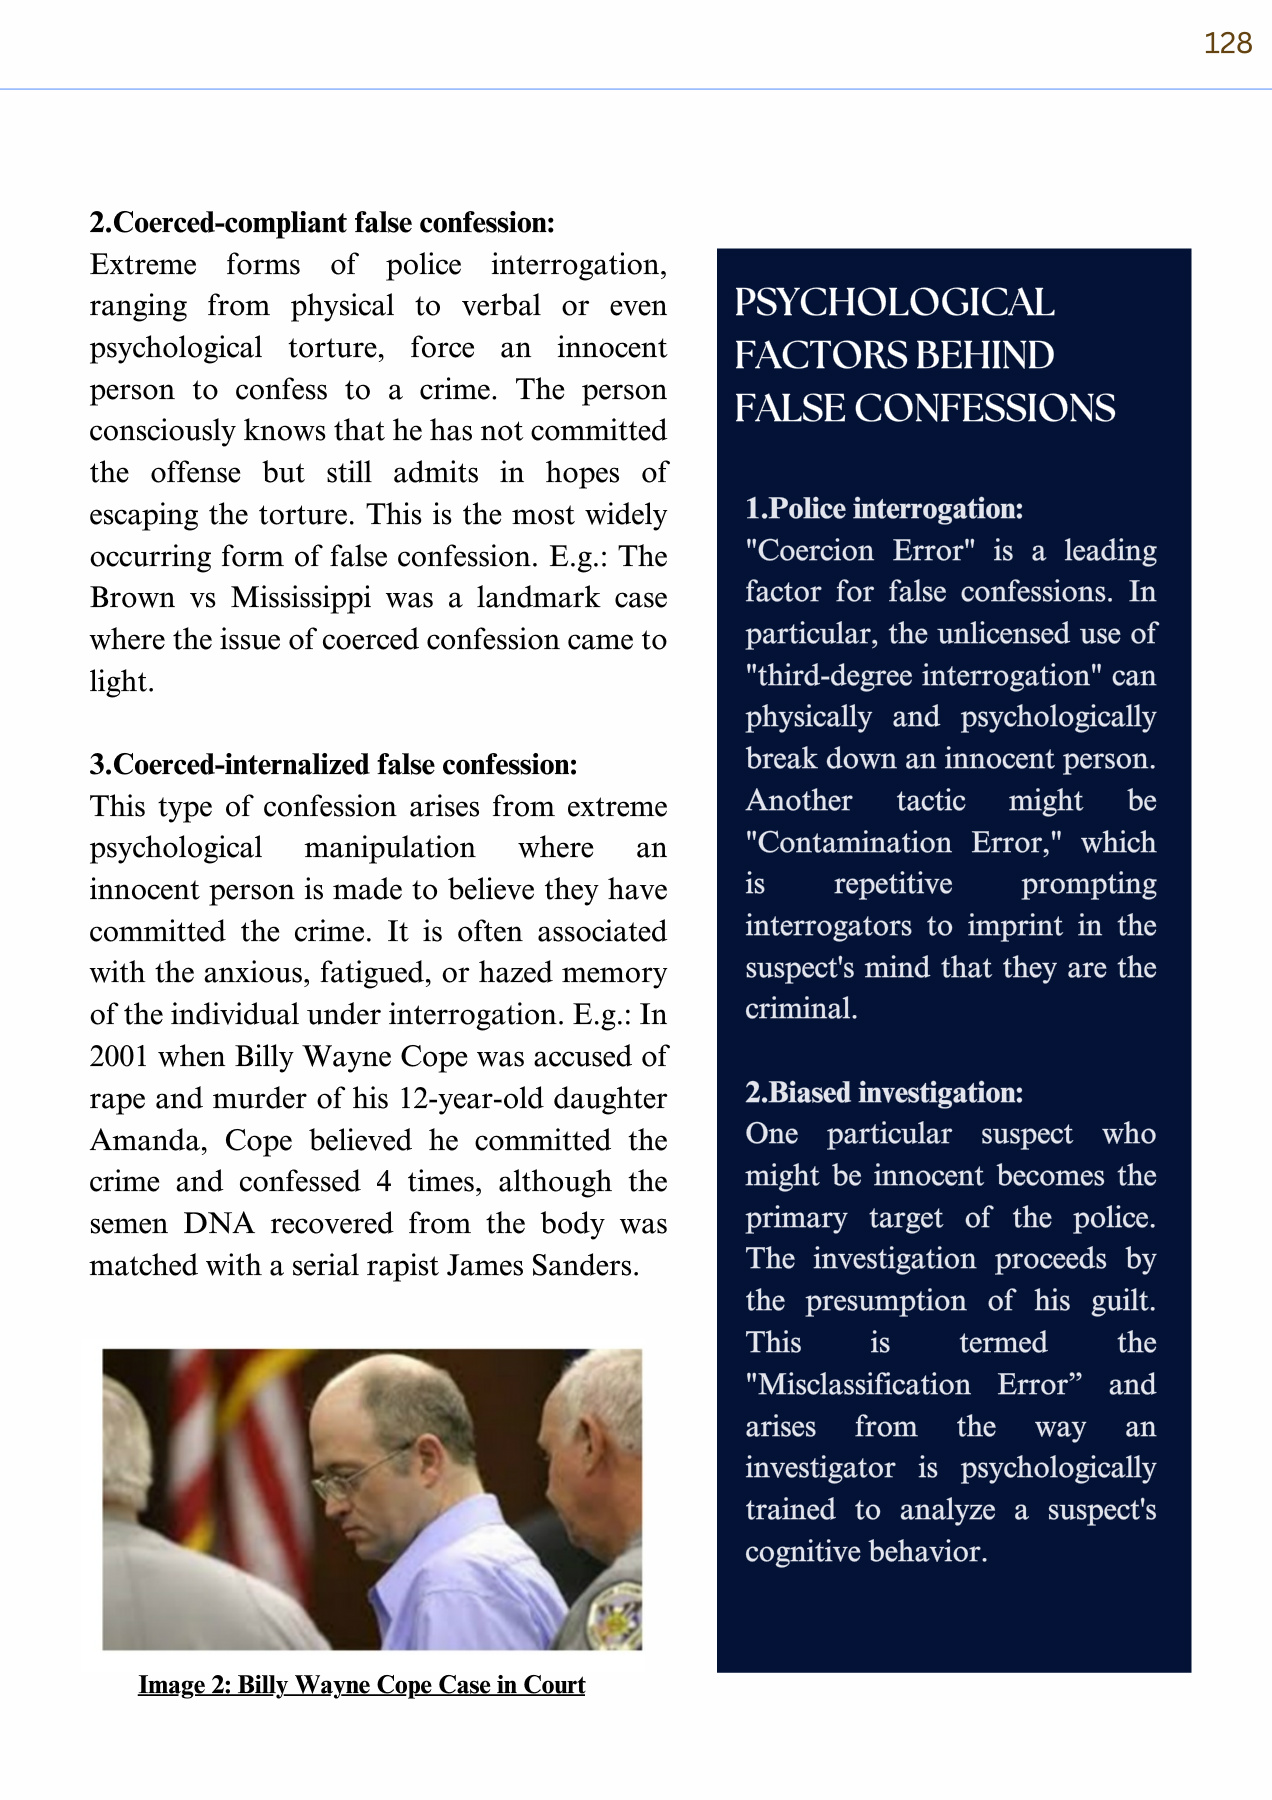 128
2.Coerced-compliant false confession:
Extreme forms of police interrogation,
ranging from physical to verbal or even
psychological torture, force an innocent
person to confess to a crime. The person
consciously knows that he has not committed
the offense but still admits in hopes of
escaping the torture. This is the most widely
occurring form of false confession. E.g.: The
Brown vs Mississippi was a landmark case
where the issue of coerced confession came to
light.
3.Coerced-internalized false confession:
This type of confession arises from extreme
psychological manipulation where an
innocent person is made to believe they have
committed the crime. It is often associated
with the anxious, fatigued, or hazed memory
of the individual under interrogation. E.g.: In
2001 when Billy Wayne Cope was accused of
rape and murder of his 12-year-old daughter
Amanda, Cope believed he committed the
crime and confessed 4 times, although the
semen DNA recovered from the body was
matched with a serial rapist James Sanders.
Image 2: Billy Wayne Cope Case in Court
PSYCHOLOGICAL
FACTORS BEHIND
FALSE CONFESSIONS
1.Police interrogation:
"Coercion Error" is a leading
factor for false confessions. In
particular, the unlicensed use of
"third-degree interrogation" can
physically and psychologically
break down an innocent person.
Another tactic might be
"Contamination Error," which
is repetitive prompting
interrogators to imprint in the
suspect's mind that they are the
criminal.
2.Biased investigation:
One particular suspect who
might be innocent becomes the
primary target of the police.
The investigation proceeds by
the presumption of his guilt.
This is termed the
"Misclassification Error” and
arises from the way an
investigator is psychologically
trained to analyze a suspect's
cognitive behavior.